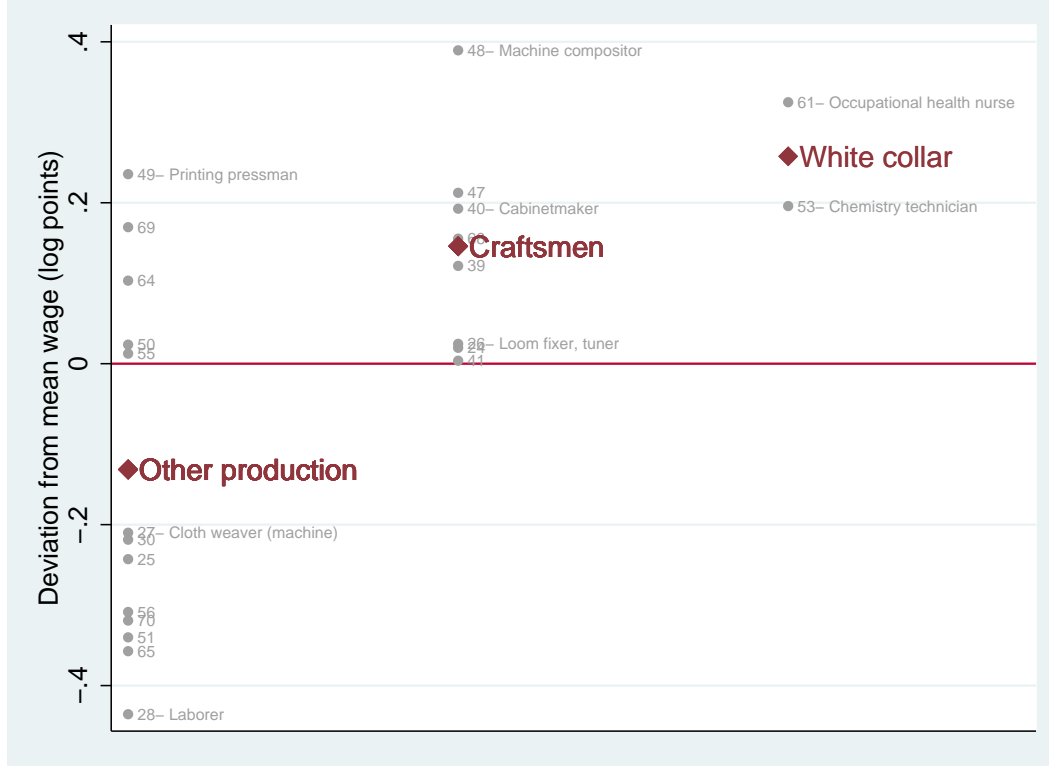 Deviation from mean wage (log points)
.4
.2
0
−.2
−.4
48− Machine compositor
61− Occupational health nurse
White collar
49− Printing pressman
47
40− Cabinetmaker
53− Chemistry technician
69
Craftsmen
39
64
50
26− Loom fixer, tuner
24
55
41
Other production
27− Cloth weaver (machine)
30
25
56
70
51
65
28− Laborer